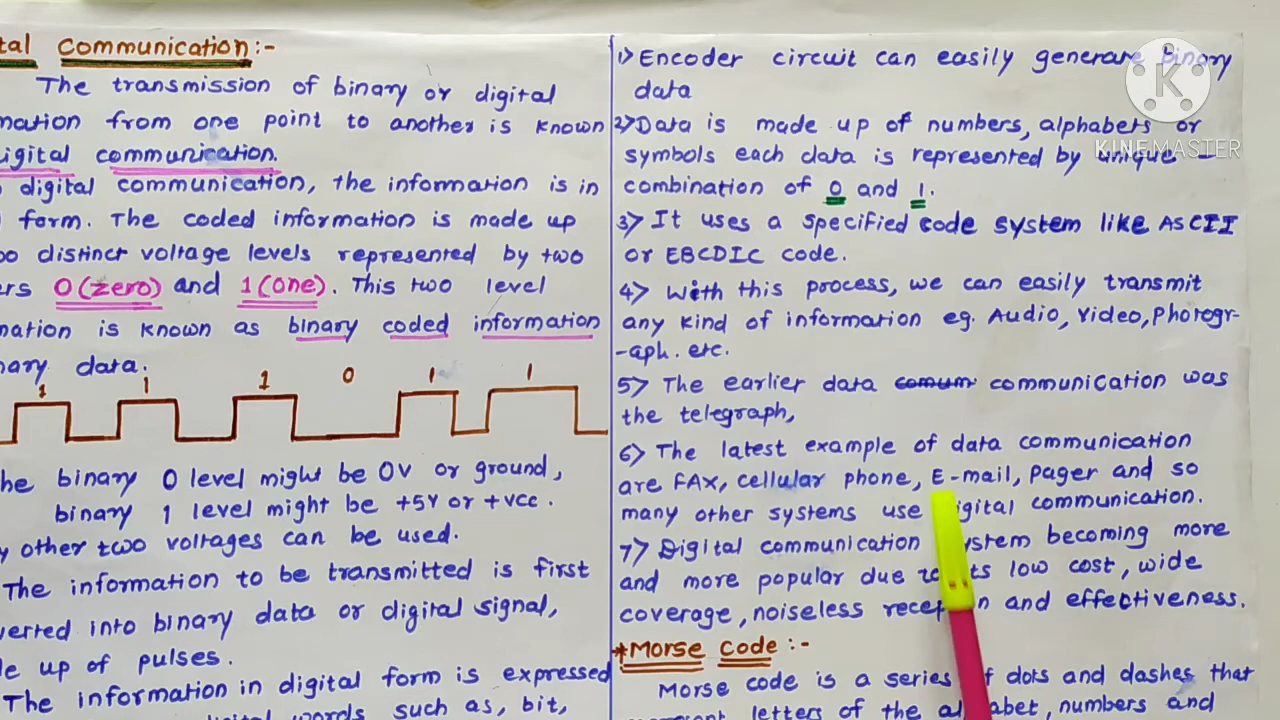 tal Communication:-
The transmission of binary or digital
mation from one point to another is known
igital communication.
digital communication, the information is in
form. The coded information is made up
oo distinct voltage levels represented by two
ers 0(zero) and 1(one). This two level
mation is known as binary coded information
nary data.
1 1 1 0 1 1
he binary 0 level might be 0V or ground,
binary 1 level might be +5V or +vcc.
y other two voltages can be used.
The information to be transmitted is first
verted into binary data or digital signal,
de up of pulses.
The information in digital form is expressed
digital words such as, bit,
1) Encoder circuit can easily generare Binary
data
2) Data is made up of numbers, alphabets or
symbols each data is represented by unique -
combination of 0 and 1.
3) It uses a specified code system like ASCII
or EBCDIC code.
4) With this process, we can easily transmit
any kind of information eg. Audio, Video, Photogr-
-aph. etc.
5) The earlier data comum communication was
the telegraph,
6) The latest example of data communication
are FAX, cellular phone, E-mail, pager and so
many other systems use igital communication.
7) Digital communication ystem becoming more
and more popular due to its low cost, wide
coverage, noiseless recep n and effectiveness.
*Morse Code:-
Morse code is a series f dots and dashes that
letters of the al abet, numbers and
K
KINEMASTER